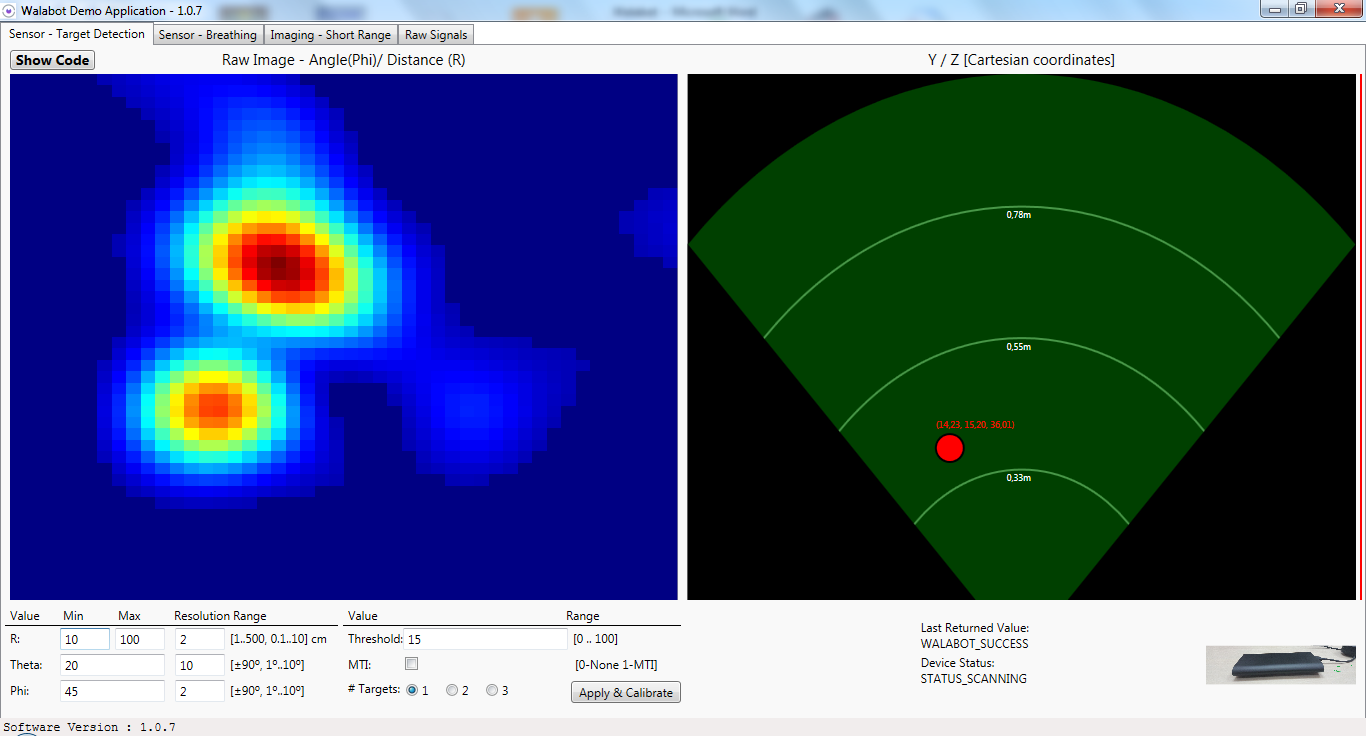 Walabot Demo Application - 1.0.7
Sensor - Target Detection Sensor - Breathing Imaging - Short Range Raw Signals
Show Code Raw Image - Angle(Phi)/ Distance (R) Y / Z [Cartesian coordinates]
0,78m
0,55m
(14,23, 15,20, 36,01)
0,33m
Value Min Max Resolution Range Value Range
R: 10 100 2 [1..500, 0.1..10] cm Threshold: 15 [0 .. 100]
Theta: 20 10 [±90º, 1º..10º] MTI: [0-None 1-MTI]
Phi: 45 2 [±90º, 1º..10º] # Targets: 1 2 3 Apply & Calibrate
Last Returned Value:
WALABOT_SUCCESS
Device Status:
STATUS_SCANNING
Software Version : 1.0.7